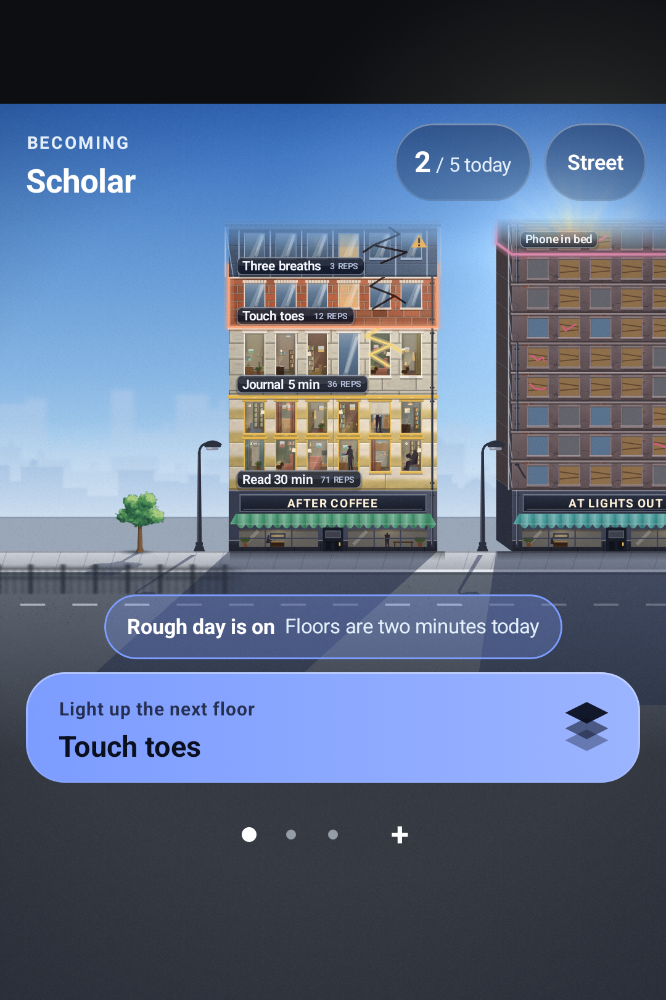 BECOMING
Scholar
2 / 5 today
Street
Phone in bed
Three breaths 3 REPS
Touch toes 12 REPS
Journal 5 min 36 REPS
Read 30 min 71 REPS
AFTER COFFEE
AT LIGHTS OUT
Rough day is on Floors are two minutes today
Light up the next floor
Touch toes